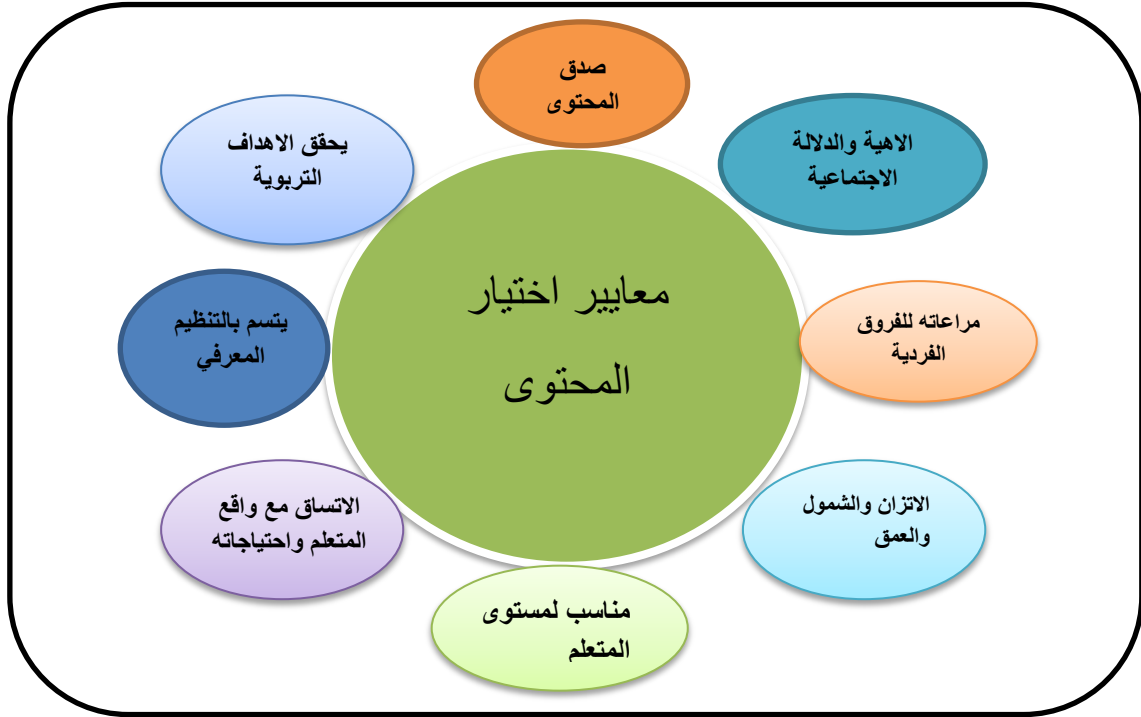 صدق
المحتوى
الاهية والدلالة
الاجتماعية
يحقق الاهداف
التربوية
معايير اختيار
المحتوى
مراعاته للفروق
الفردية
يتسم بالتنظيم
المعرفي
الاتزان والشمول
والعمق
الاتساق مع واقع
المتعلم واحتياجاته
مناسب لمستوى
المتعلم